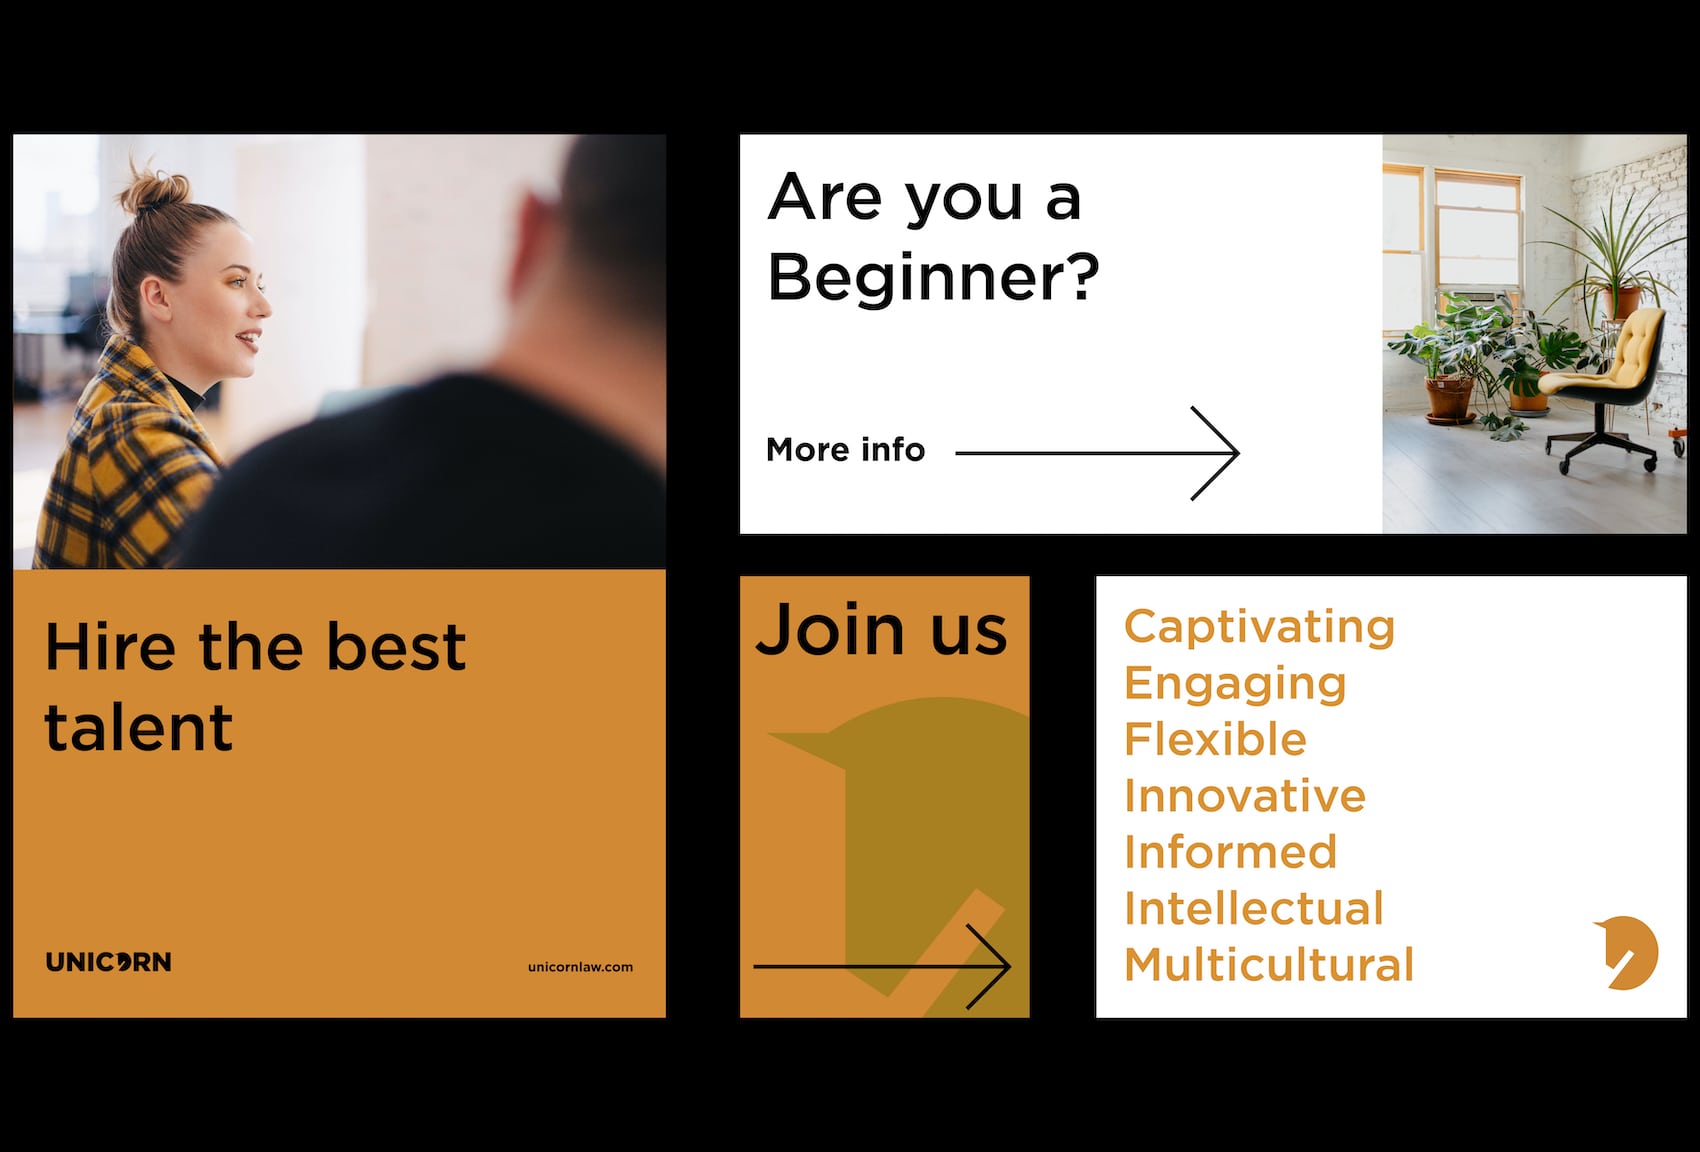 Hire the best
talent
UNICORN
unicornlaw.com
Are you a
Beginner?
More info
Join us
Captivating
Engaging
Flexible
Innovative
Informed
Intellectual
Multicultural